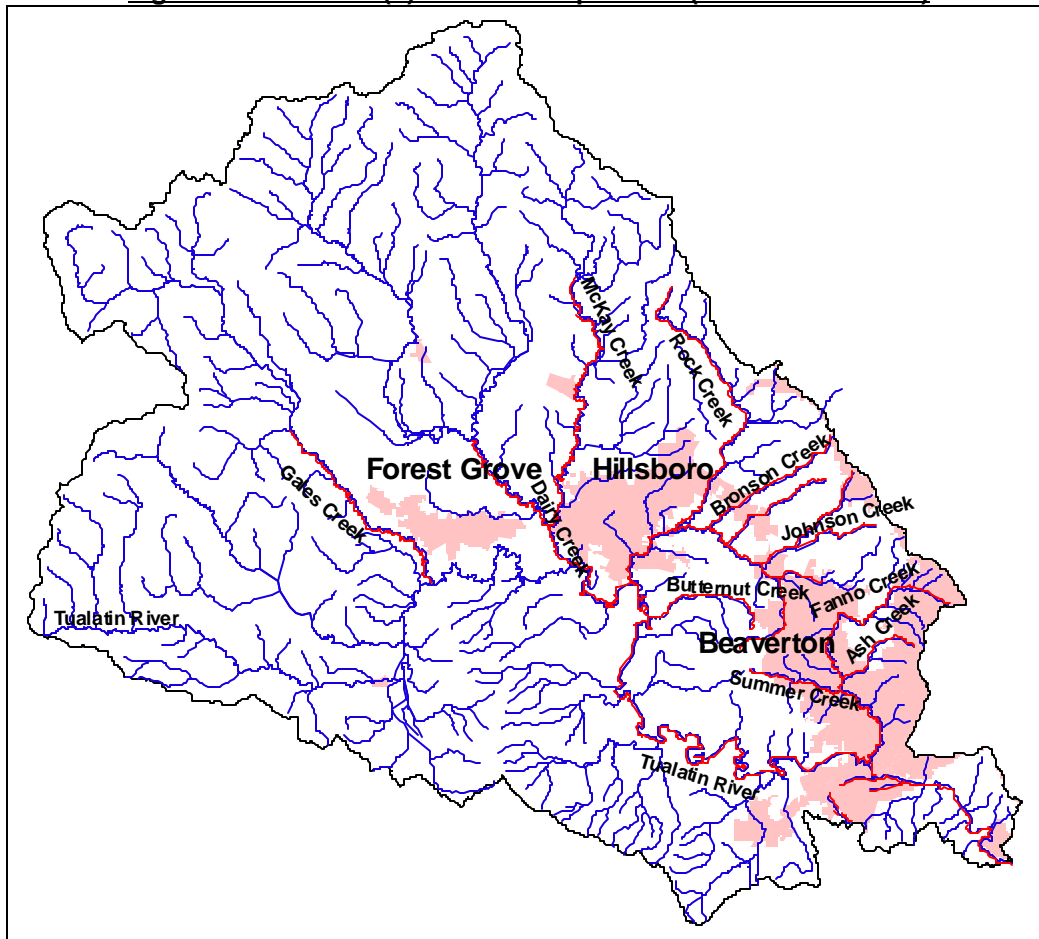 McKay Creek
Rock Creek
Forest Grove
Hillsboro
Bronson Creek
Gales Creek
Dairy Creek
Johnson Creek
Butternut Creek
Fanno Creek
Tualatin River
Ash Creek
Beaverton
Summer Creek
Tualatin River